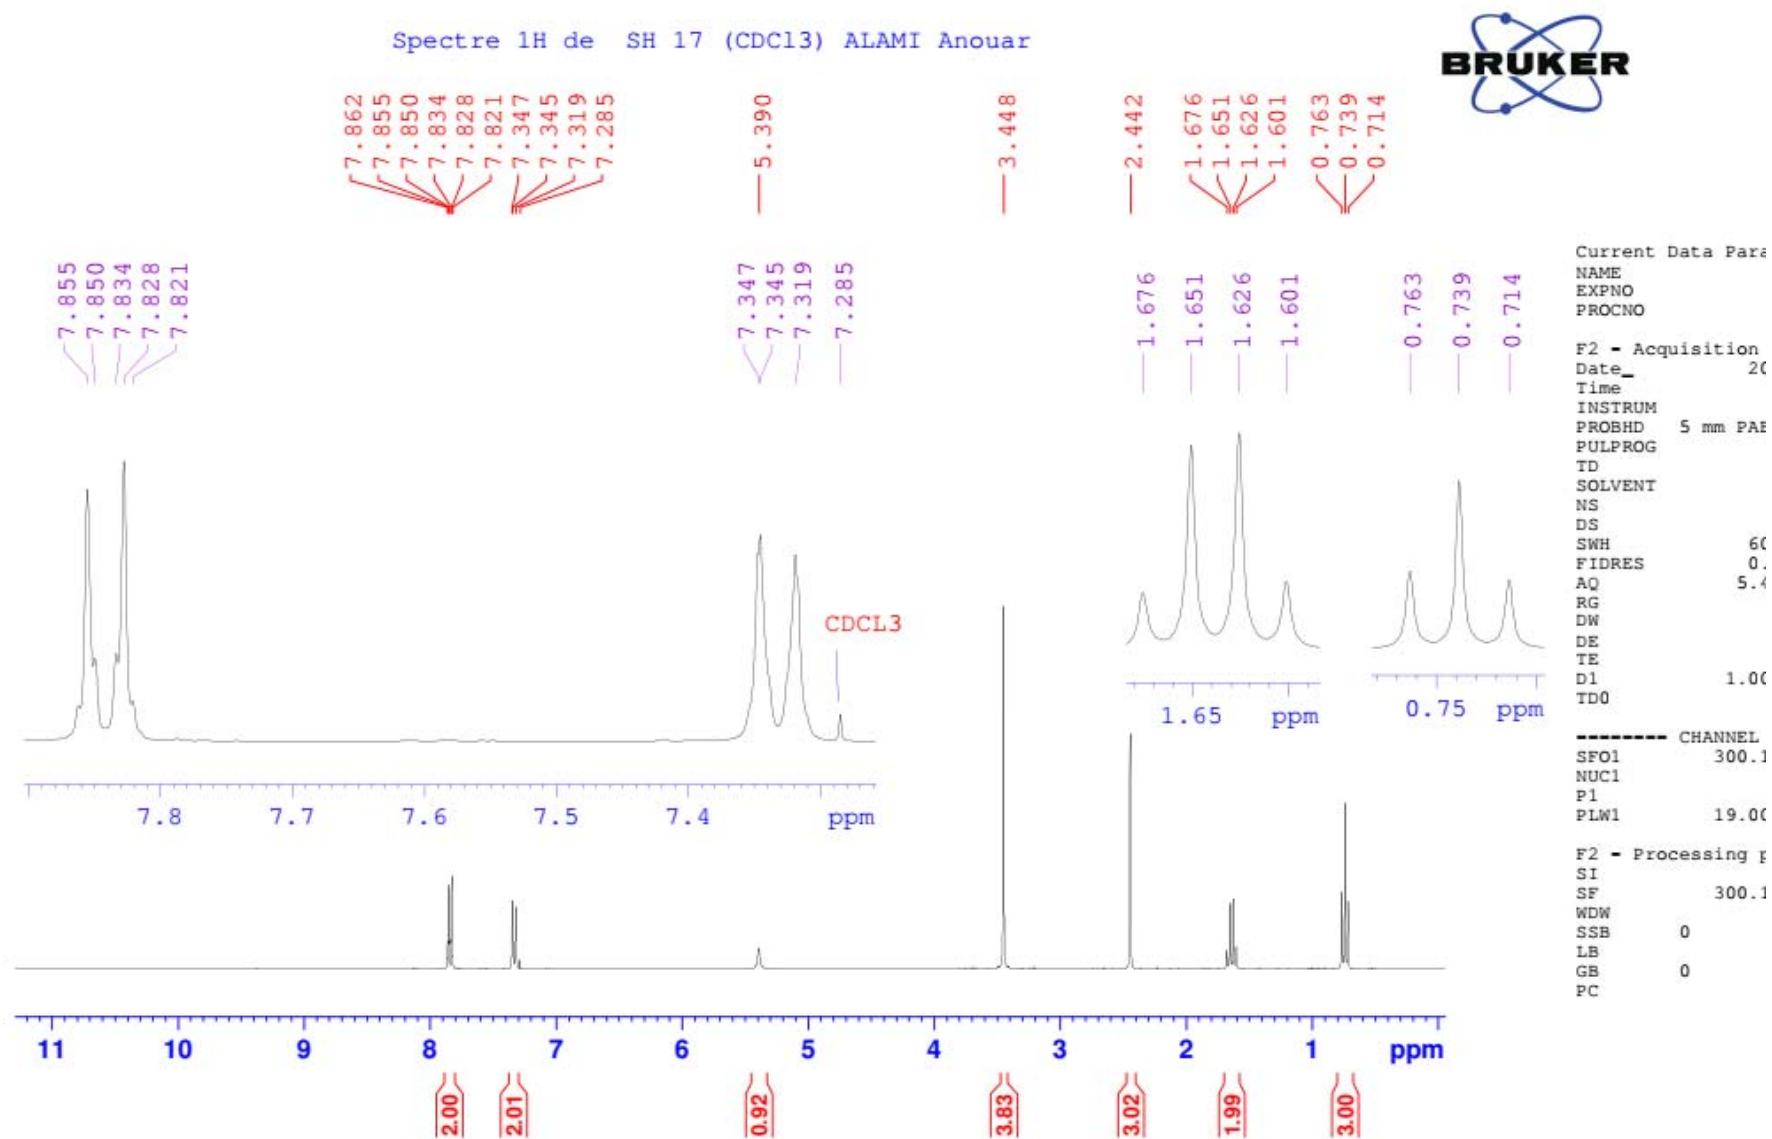 Spectre 1H de SH 17 (CDCl3) ALAMI Anouar
BRUKER
7.862
7.855
7.850
7.834
7.828
7.821
7.347
7.345
7.319
7.285
5.390
3.448
2.442
1.676
1.651
1.626
1.601
0.763
0.739
0.714
7.855
7.850
7.834
7.828
7.821
7.347
7.345
7.319
7.285
1.676
1.651
1.626
1.601
0.763
0.739
0.714
CDCL3
7.8 7.7 7.6 7.5 7.4 ppm
1.65 ppm
0.75 ppm
Current Data Para
NAME
EXPNO
PROCNO
F2 - Acquisition
Date_ 20
Time
INSTRUM
PROBHD 5 mm PAB
PULPROG
TD
SOLVENT
NS
DS
SWH 60
FIDRES 0.
AQ 5.4
RG
DW
DE
TE
D1 1.00
TD0
-------- CHANNEL
SFO1 300.1
NUC1
P1
PLW1 19.00
F2 - Processing p
SI
SF 300.1
WDW
SSB 0
LB
GB 0
PC
11 10 9 8 7 6 5 4 3 2 1 ppm
2.00
2.01
0.92
3.83
3.02
1.99
3.00